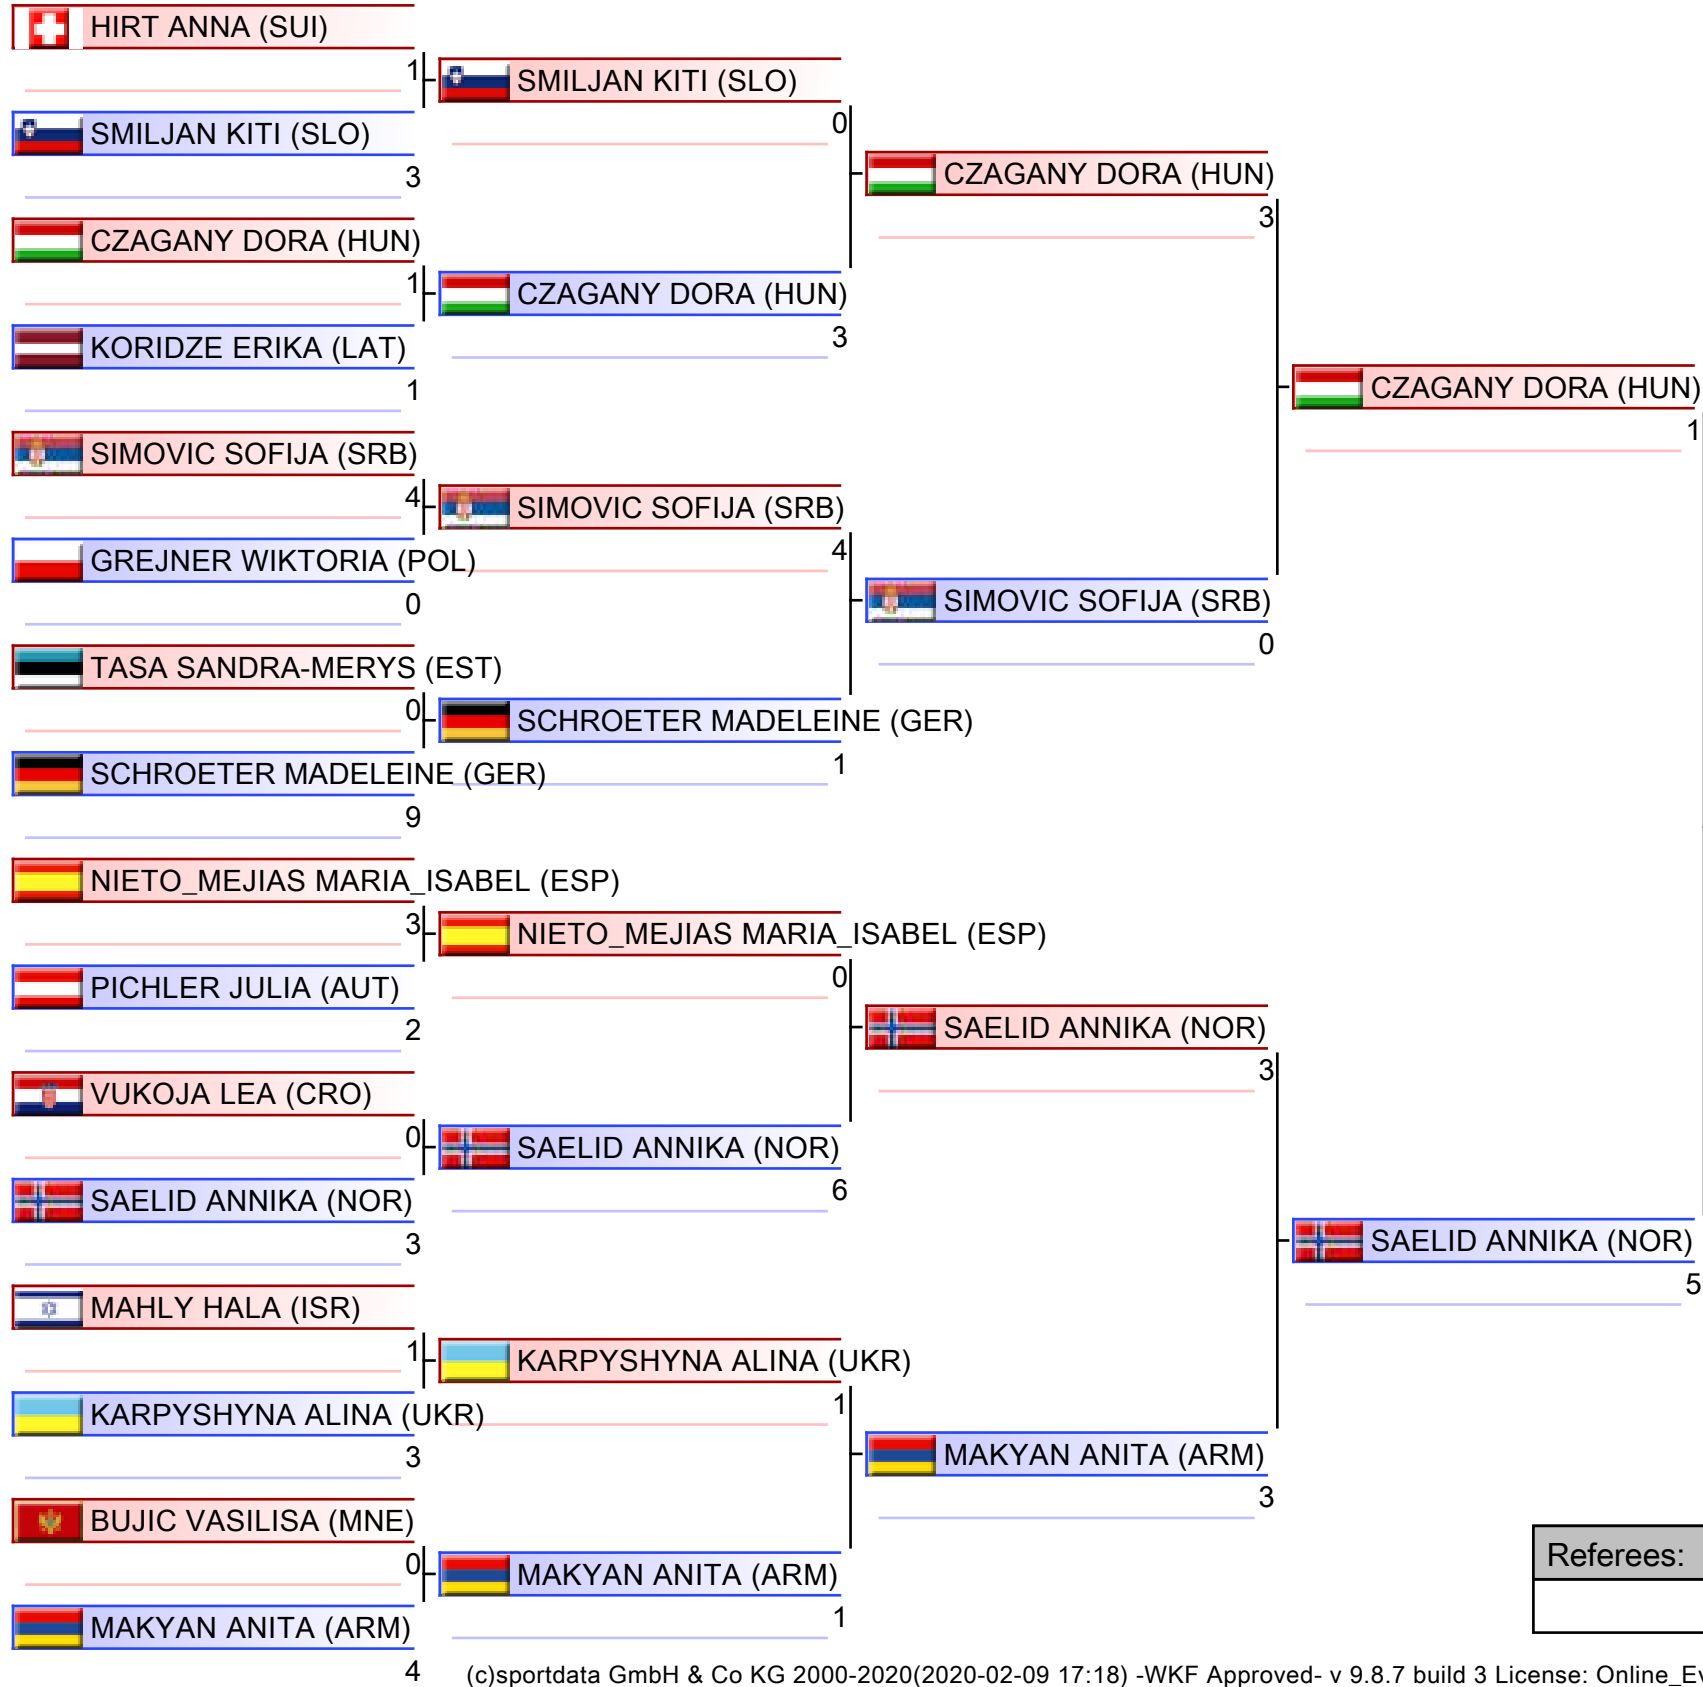 HIRT ANNA (SUI)
1
SMILJAN KITI (SLO)
3
CZAGANY DORA (HUN)
1
KORIDZE ERIKA (LAT)
1
SIMOVIC SOFIJA (SRB)
4
GREJNER WIKTORIA (POL)
0
TASA SANDRA-MERYS (EST)
0
SCHROETER MADELEINE (GER)
9
NIETO_MEJIAS MARIA_ISABEL (ESP)
3
PICHLER JULIA (AUT)
2
VUKOJA LEA (CRO)
0
SAELID ANNIKA (NOR)
3
MAHLY HALA (ISR)
1
KARPYSHYNA ALINA (UKR)
3
BUJIC VASILISA (MNE)
0
MAKYAN ANITA (ARM)
4
SMILJAN KITI (SLO)
0
CZAGANY DORA (HUN)
3
SIMOVIC SOFIJA (SRB)
4
SCHROETER MADELEINE (GER)
1
NIETO_MEJIAS MARIA_ISABEL (ESP)
0
SAELID ANNIKA (NOR)
6
KARPYSHYNA ALINA (UKR)
1
MAKYAN ANITA (ARM)
1
CZAGANY DORA (HUN)
3
SIMOVIC SOFIJA (SRB)
0
SAELID ANNIKA (NOR)
3
MAKYAN ANITA (ARM)
3
CZAGANY DORA (HUN)
1
SAELID ANNIKA (NOR)
5
Referees:
(c)sportdata GmbH & Co KG 2000-2020(2020-02-09 17:18) -WKF Approved- v 9.8.7 build 3 License: Online_Ev